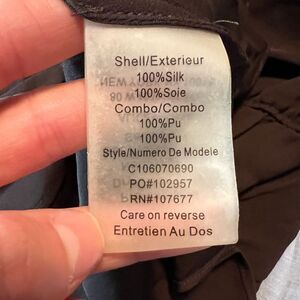 Shell/Exterieur
100%Silk
100%Soie
Combo/Combo
100%Pu
100%Pu
Style/Numero De Modele
C106070690
PO#102957
RN#107677
Care on reverse
Entretien Au Dos